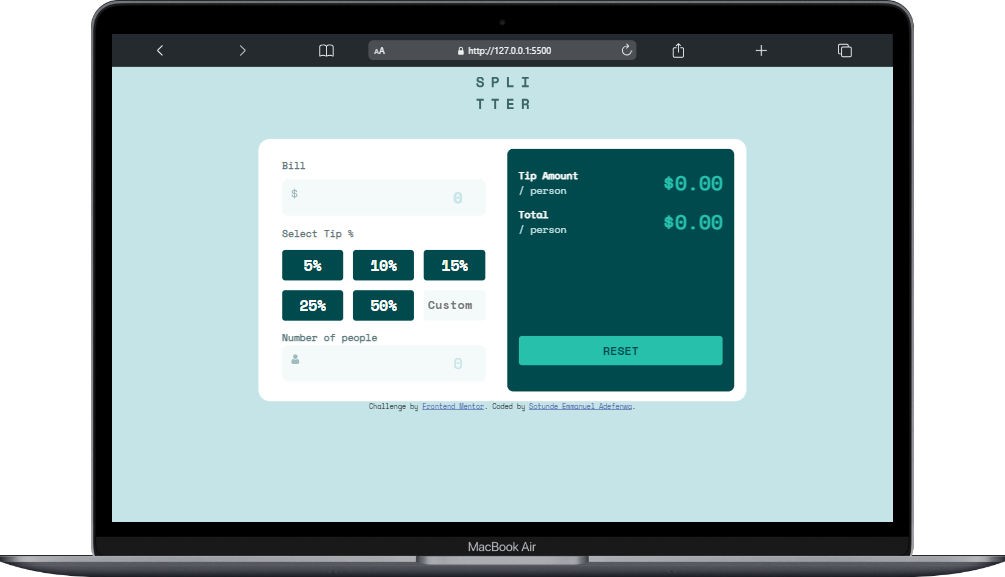 AA http://127.0.0.1:5500
SPLI
TTER
Bill
$ 0
Select Tip %
5% 10% 15%
25% 50% Custom
Number of people
0
Tip Amount
/ person
$0.00
Total
/ person
$0.00
RESET
Challenge by Frontend Mentor. Coded by Sotunde Emmanuel Adefenwa.
MacBook Air